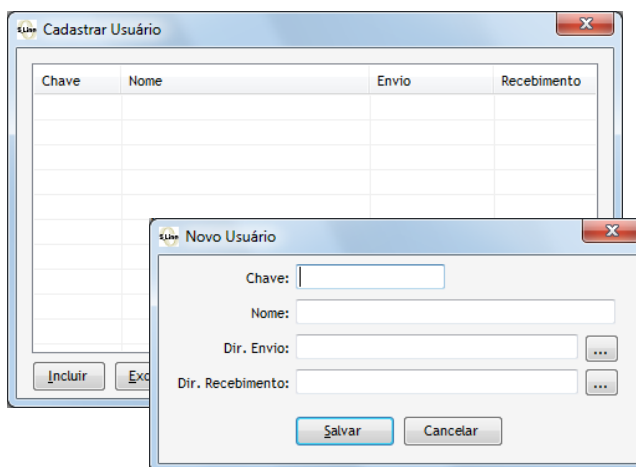 Cadastrar Usuário
Chave Nome Envio Recebimento
Novo Usuário
Chave:
Nome:
Dir. Envio:
...
Dir. Recebimento:
...
Incluir
Salvar Cancelar